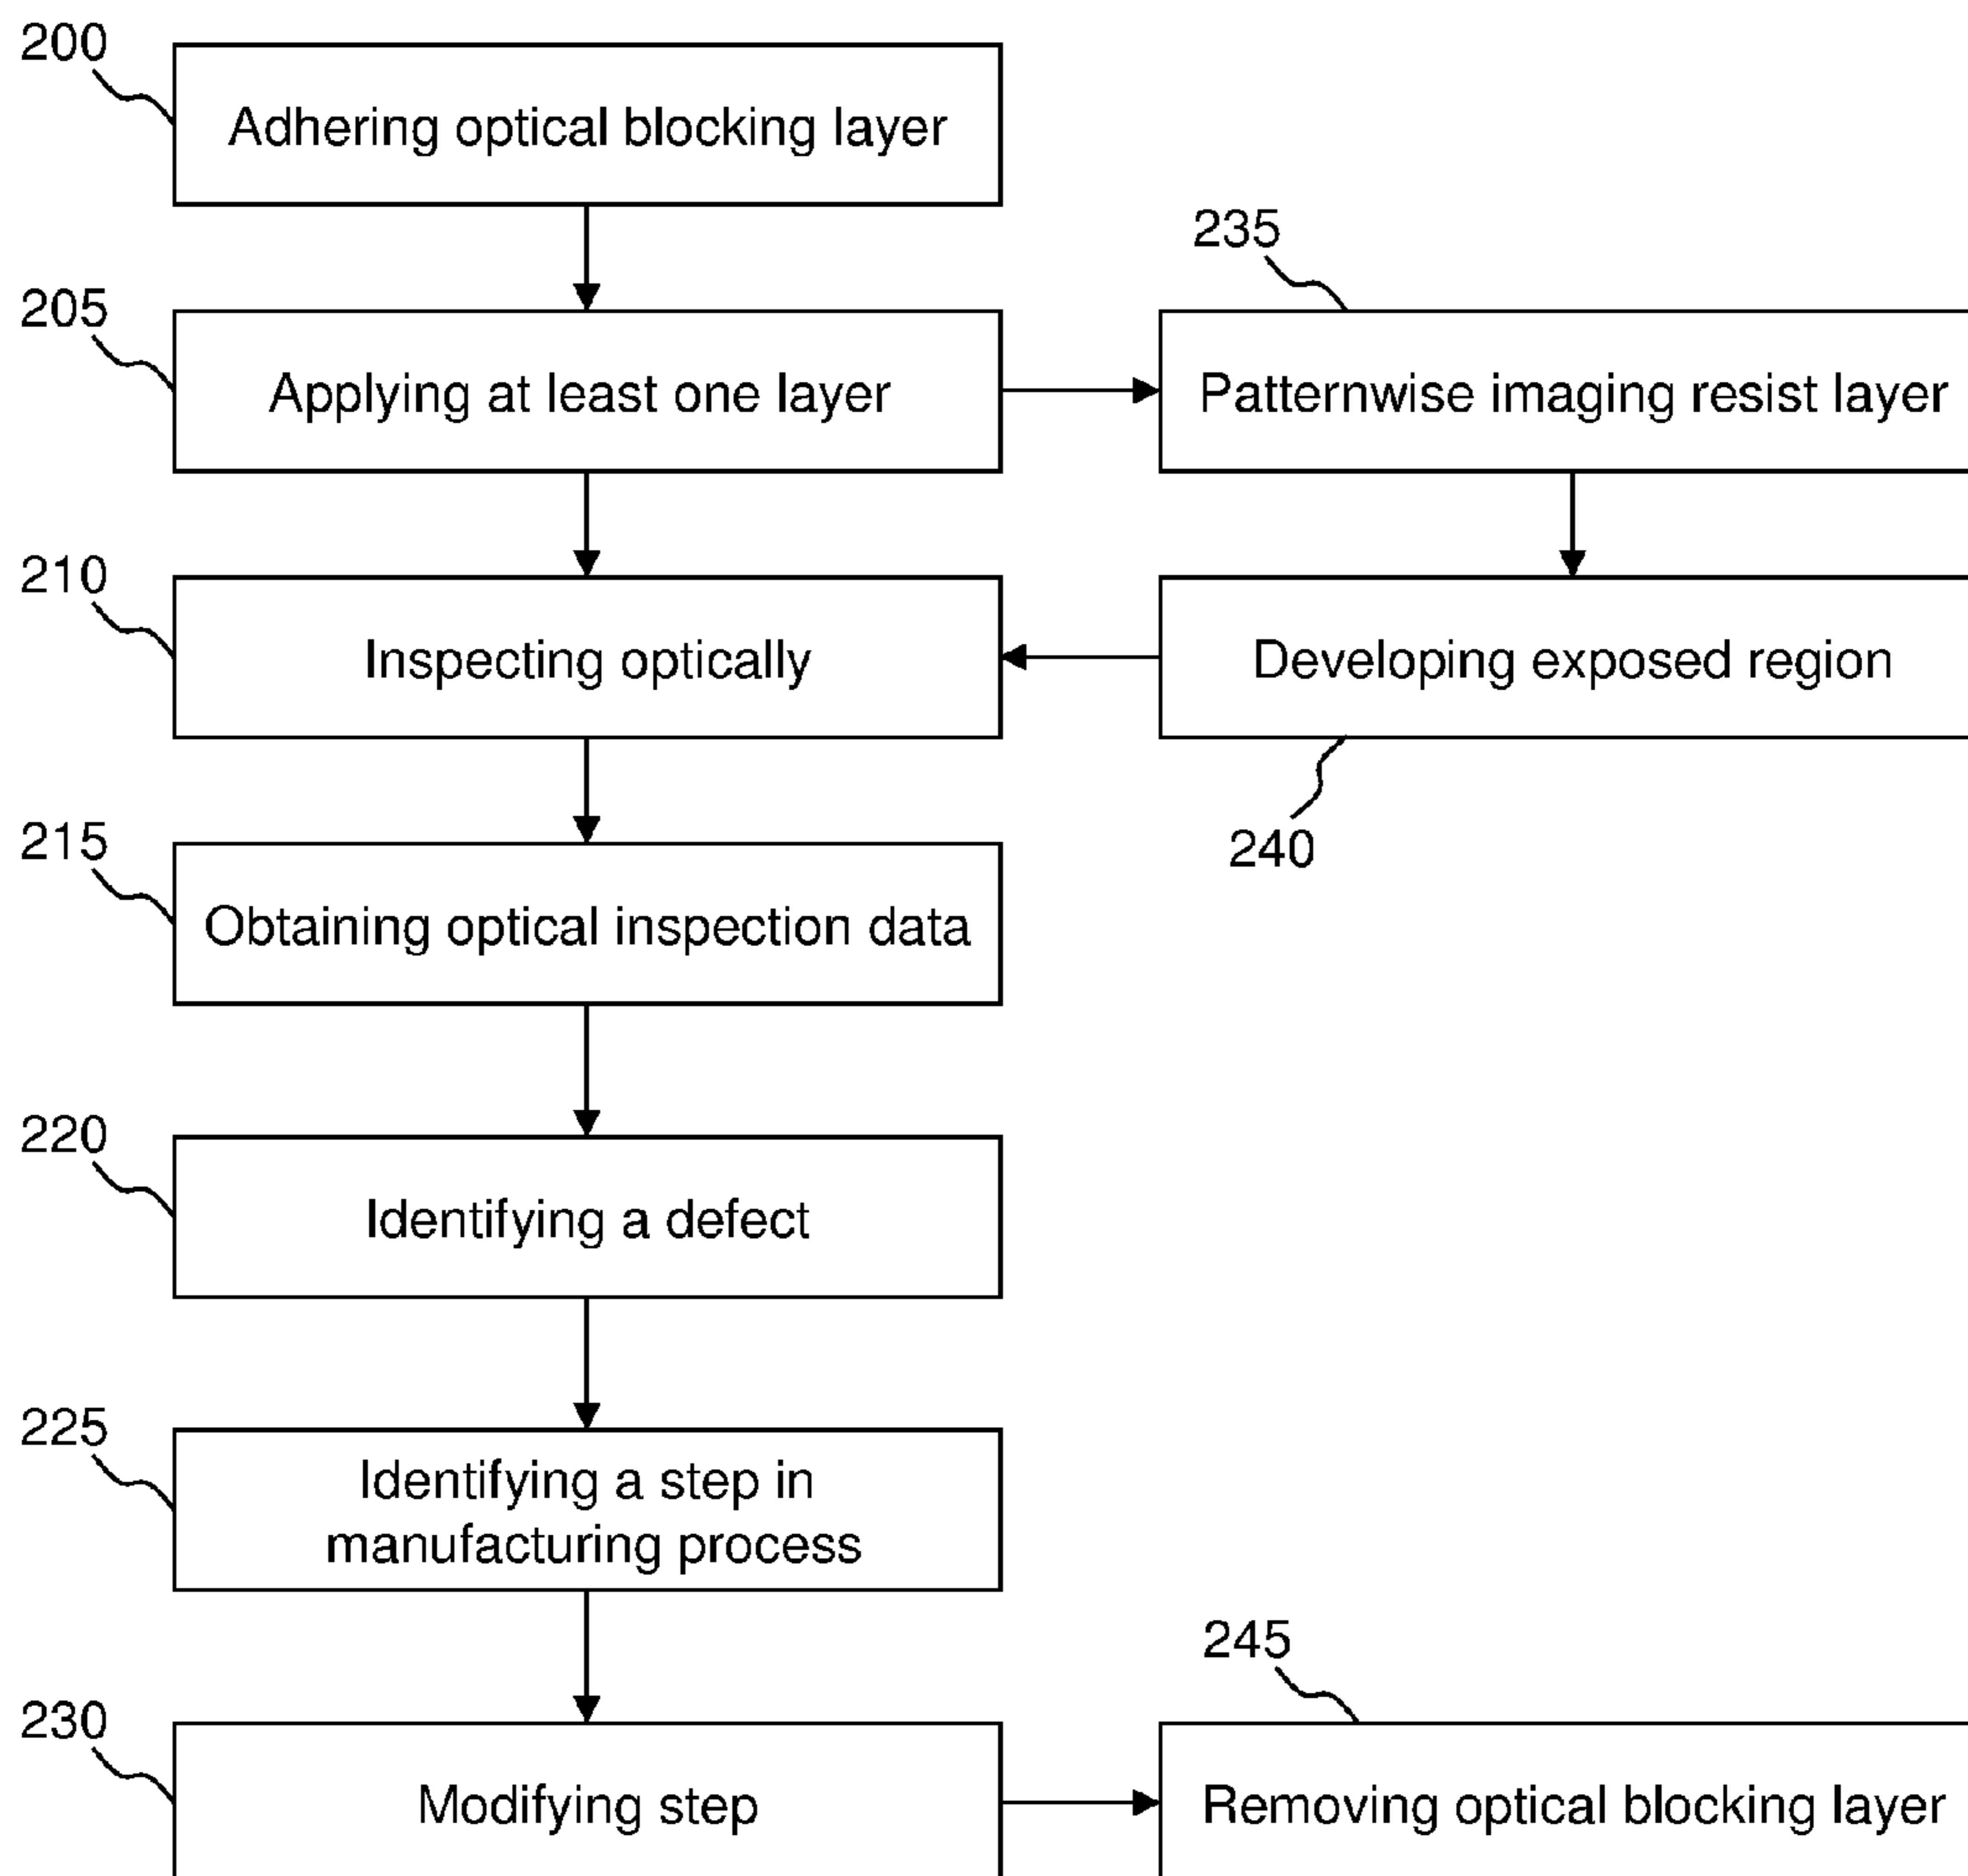 200
Adhering optical blocking layer
235
205
Applying at least one layer
Patternwise imaging resist layer
210
Inspecting optically
Developing exposed region
215
240
Obtaining optical inspection data
220
Identifying a defect
225
Identifying a step in
manufacturing process
245
230
Modifying step
Removing optical blocking layer